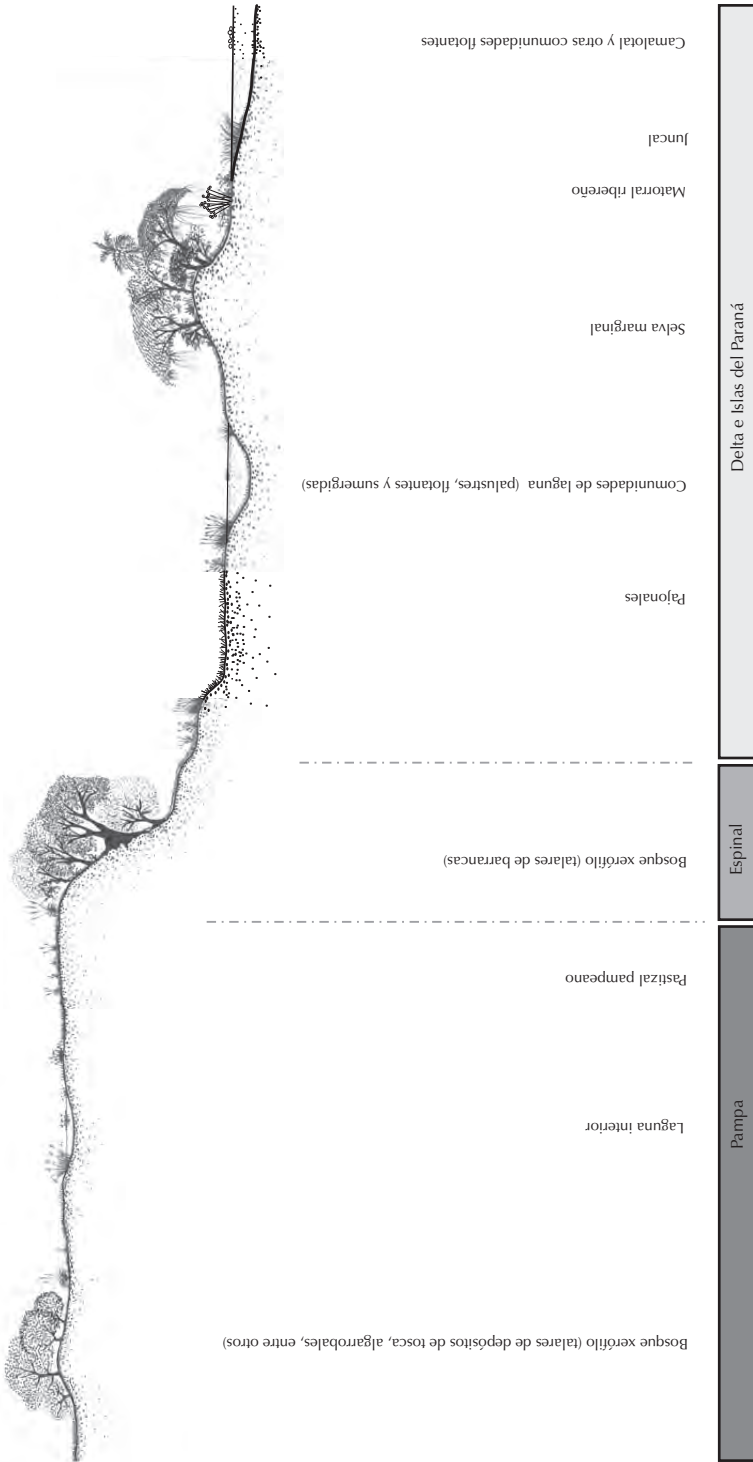 Camalotal y otras comunidades flotantes
Juncal
Matorral ribereño
Selva marginal
Comunidades de laguna (palustres, flotantes y sumergidas)
Pajonales
Bosque xerófilo (talares de barrancas)
Pastizal pampeano
Laguna interior
Bosque xerófilo (talares de depósitos de tosca, algarrobales, entre otros)
Delta e Islas del Paraná
Espinal
Pampa